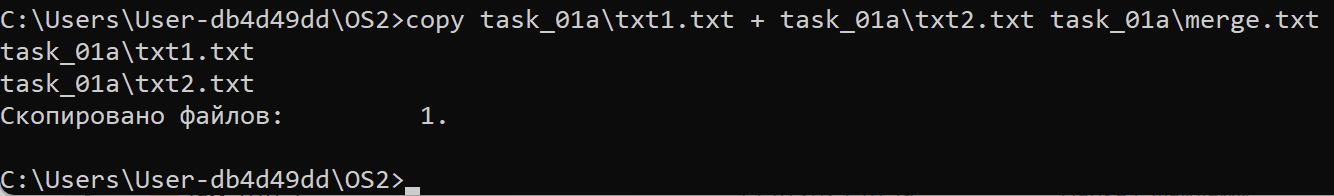 C:\Users\User-db4d49dd\OS2>copy task_01a\txt1.txt + task_01a\txt2.txt task_01a\merge.txt
task_01a\txt1.txt
task_01a\txt2.txt
Скопировано файлов:         1.
C:\Users\User-db4d49dd\OS2>